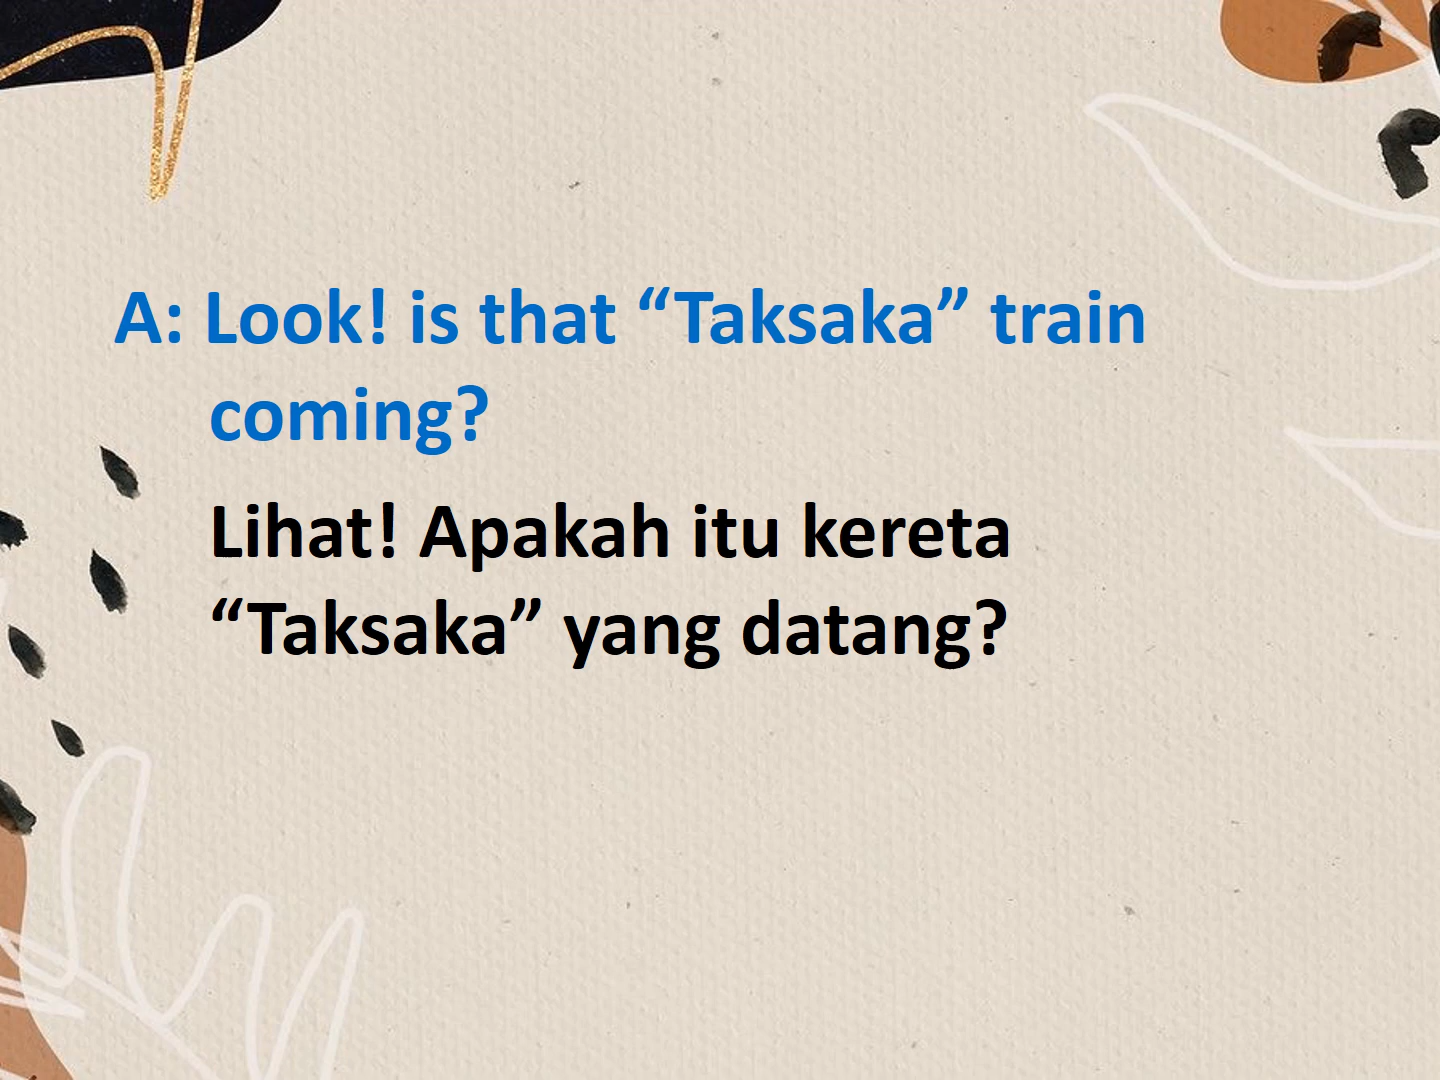 A: Look! is that “Taksaka” train
coming?
Lihat! Apakah itu kereta
“Taksaka” yang datang?